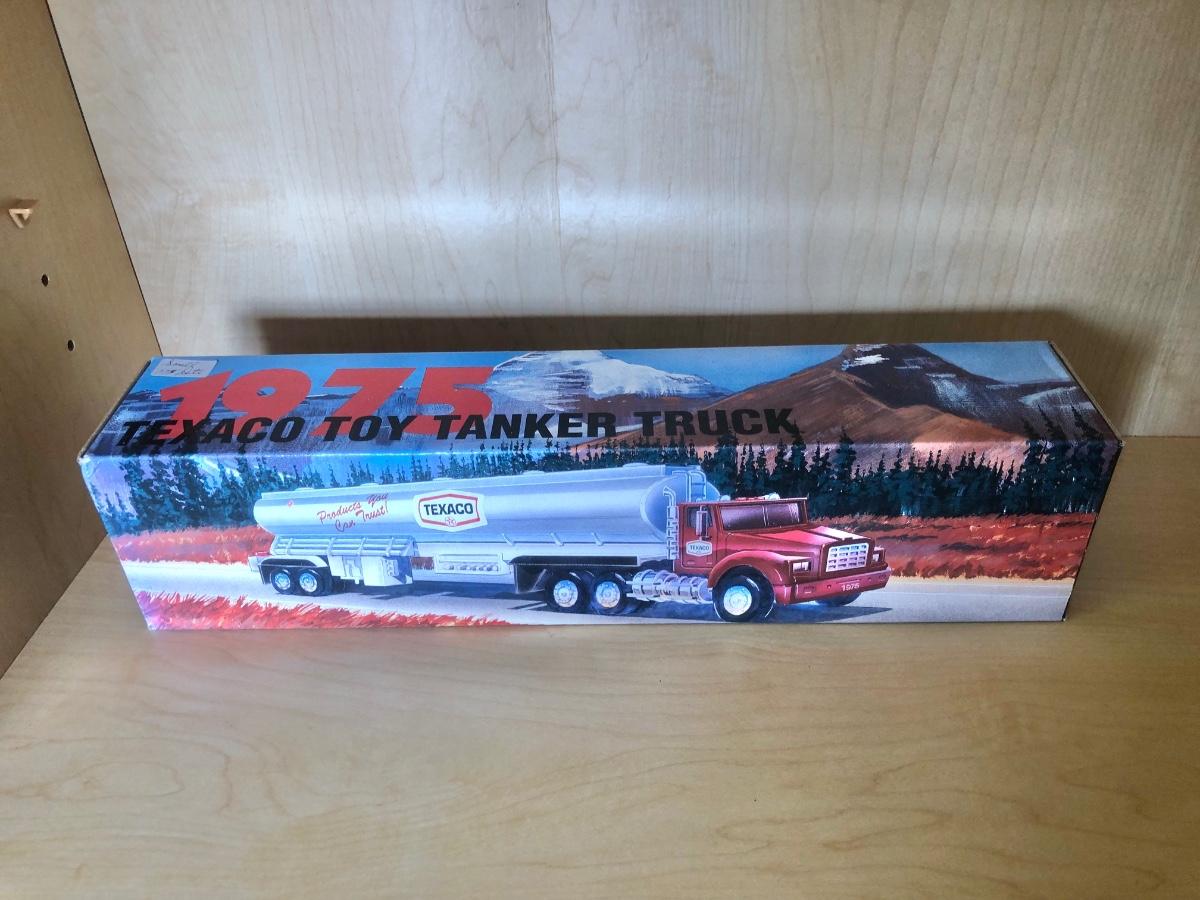 1975
TEXACO TOY TANKER TRUCK
Products You
Can Trust!
TEXACO
TEXACO
1975